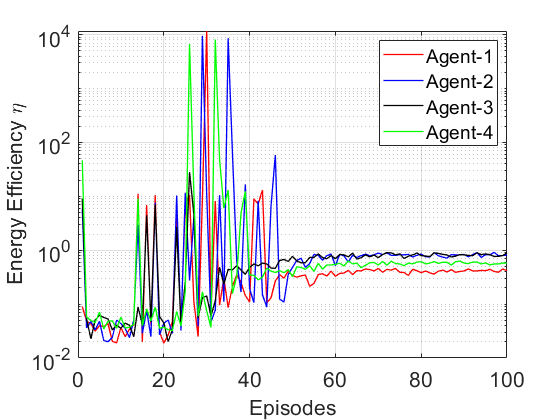 10^4
10^2
10^0
10^-2
Energy Efficiency η
Agent-1
Agent-2
Agent-3
Agent-4
0 20 40 60 80 100
Episodes